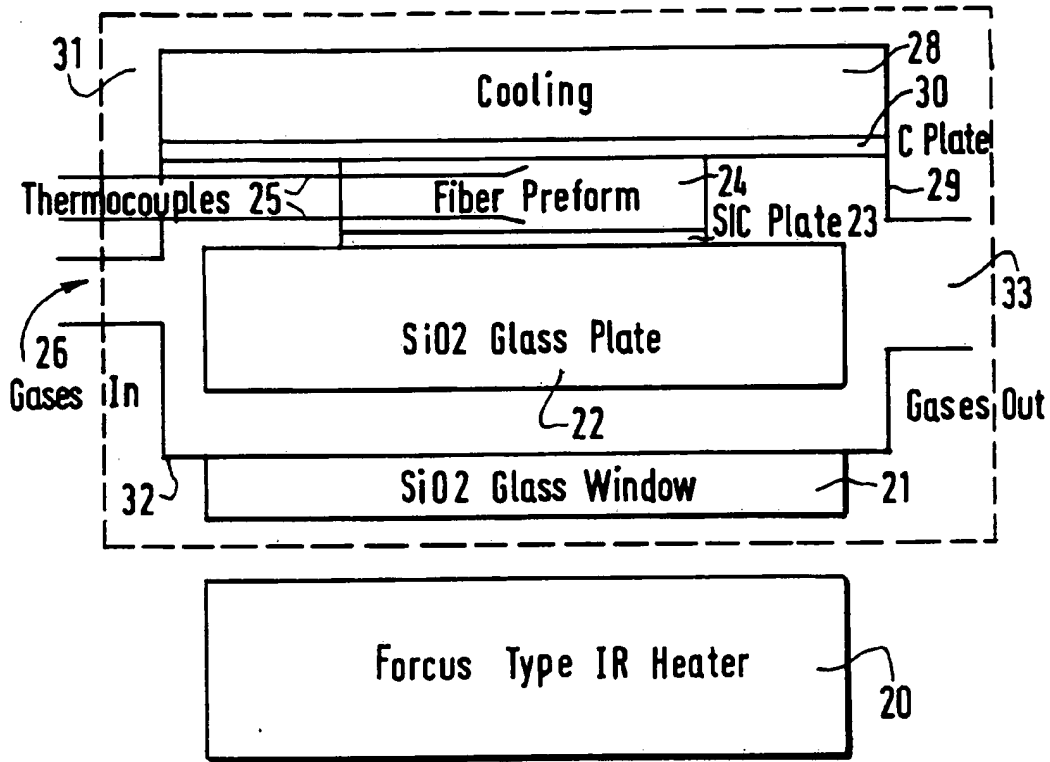 31
28
Cooling
30
C Plate
Thermocouples 25
Fiber Preform
24
29
SIC Plate 23
33
26
Gases In
SiO2 Glass Plate
22
Gases Out
32
SiO2 Glass Window
21
Forcus Type IR Heater
20